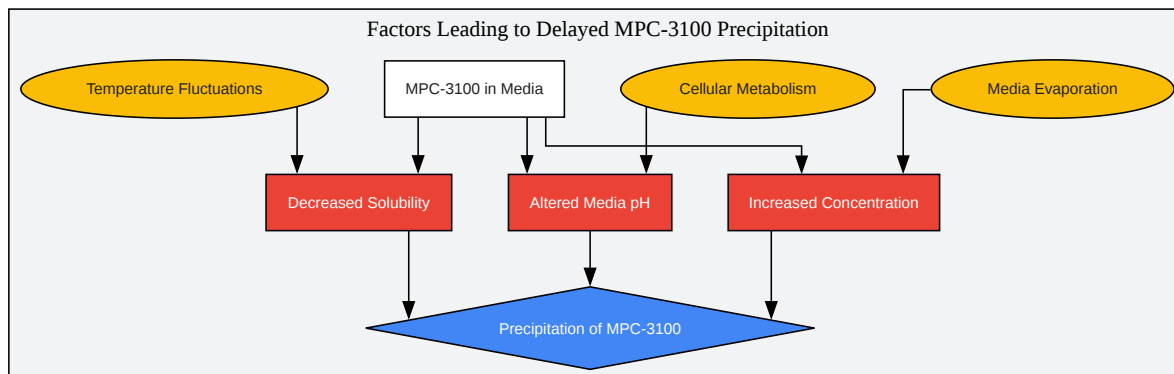 Factors Leading to Delayed MPC-3100 Precipitation
Temperature Fluctuations
MPC-3100 in Media
Cellular Metabolism
Media Evaporation
Decreased Solubility
Altered Media pH
Increased Concentration
Precipitation of MPC-3100